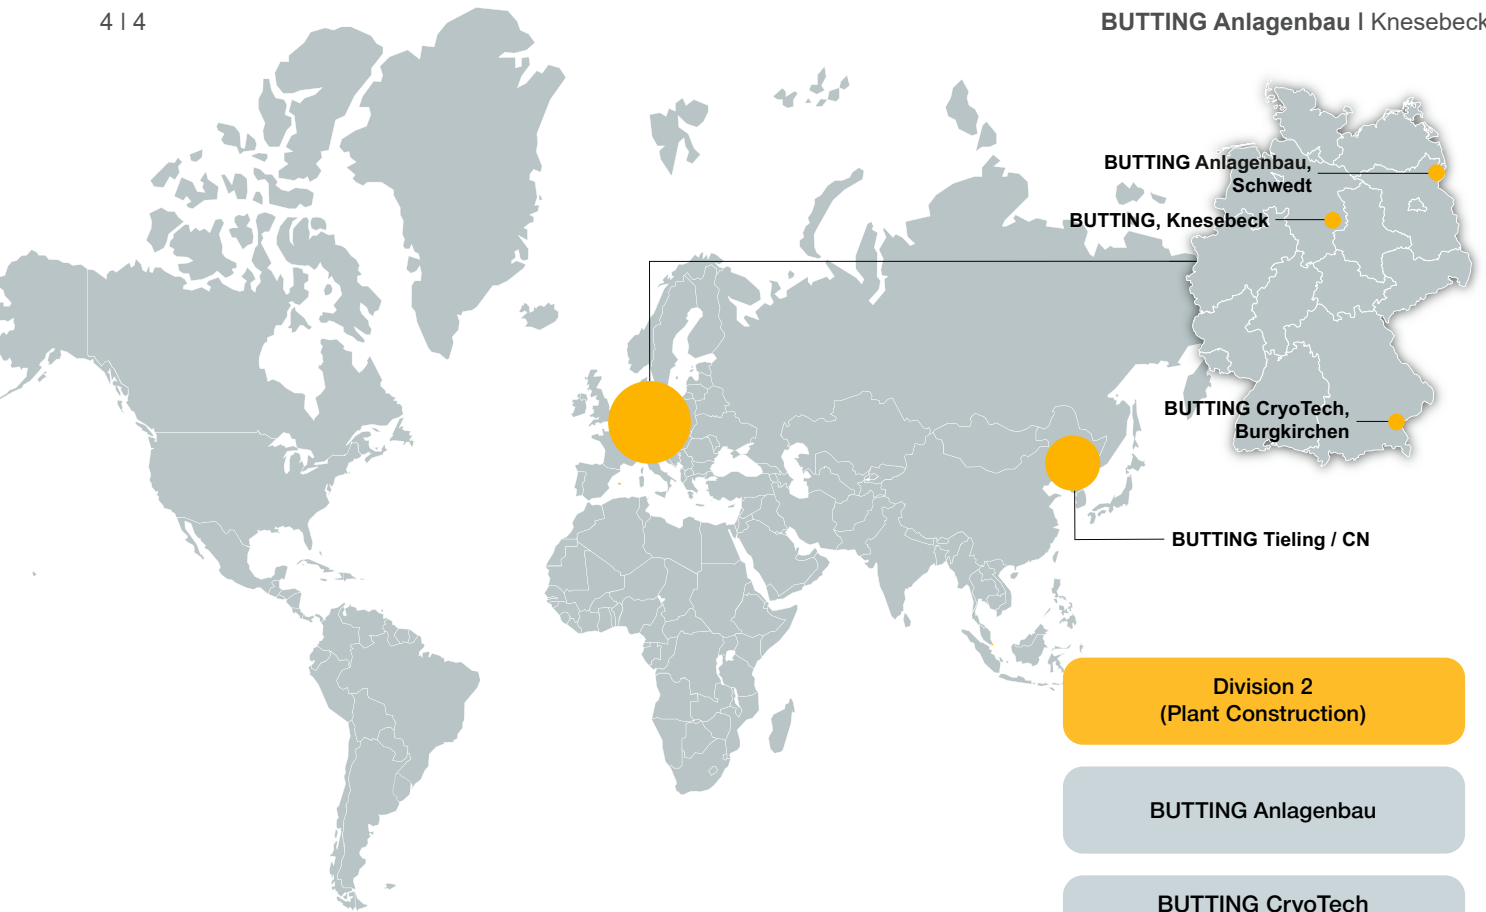 4 | 4
BUTTING Anlagenbau | Knesebeck
BUTTING Anlagenbau,
Schwedt
BUTTING, Knesebeck
BUTTING CryoTech,
Burgkirchen
BUTTING Tieling / CN
Division 2
(Plant Construction)
BUTTING Anlagenbau
BUTTING CryoTech